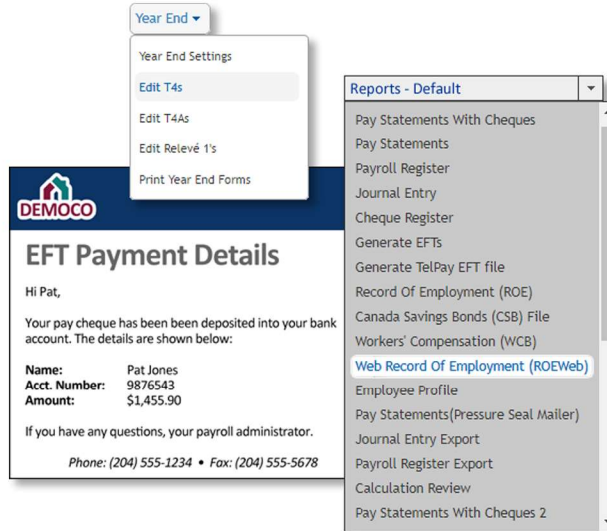 Year End
Year End Settings
Edit T4s
Edit T4As
Edit Relevé 1's
Print Year End Forms
DEMOCO
EFT Payment Details
Hi Pat,
Your pay cheque has been been deposited into your bank
account. The details are shown below:
Name: Pat Jones
Acct. Number: 9876543
Amount: $1,455.90
If you have any questions, your payroll administrator.
Phone: (204) 555-1234 • Fax: (204) 555-5678
Reports - Default
Pay Statements With Cheques
Pay Statements
Payroll Register
Journal Entry
Cheque Register
Generate EFTs
Generate TelPay EFT file
Record Of Employment (ROE)
Canada Savings Bonds (CSB) File
Workers' Compensation (WCB)
Web Record Of Employment (ROEWeb)
Employee Profile
Pay Statements(Pressure Seal Mailer)
Journal Entry Export
Payroll Register Export
Calculation Review
Pay Statements With Cheques 2